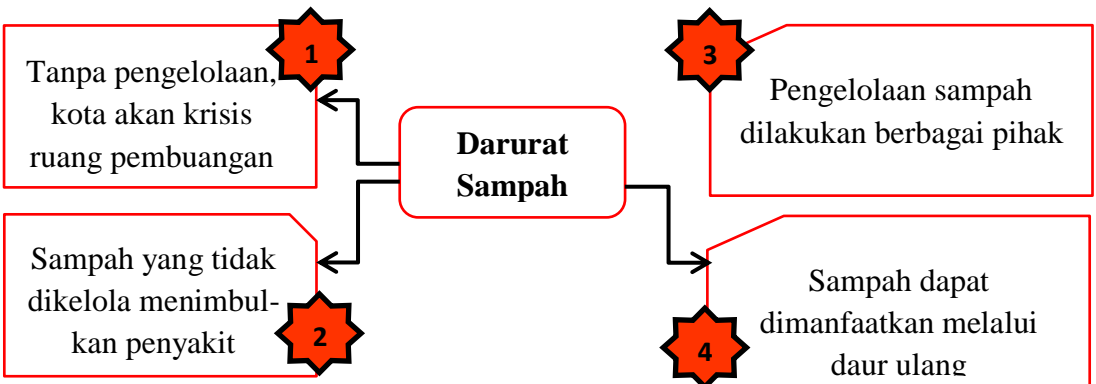 1
Tanpa pengelolaan,
kota akan krisis
ruang pembuangan
2
Sampah yang tidak
dikelola menimbul-
kan penyakit
Darurat
Sampah
3
Pengelolaan sampah
dilakukan berbagai pihak
4
Sampah dapat
dimanfaatkan melalui
daur ulang